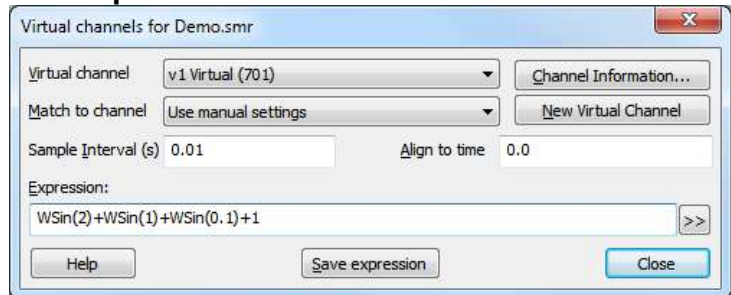 Virtual channels for Demo.smr
Virtual channel v1 Virtual (701) Channel Information...
Match to channel Use manual settings New Virtual Channel
Sample Interval (s) 0.01 Align to time 0.0
Expression:
WSin(2)+WSin(1)+WSin(0.1)+1 >>
Help Save expression Close